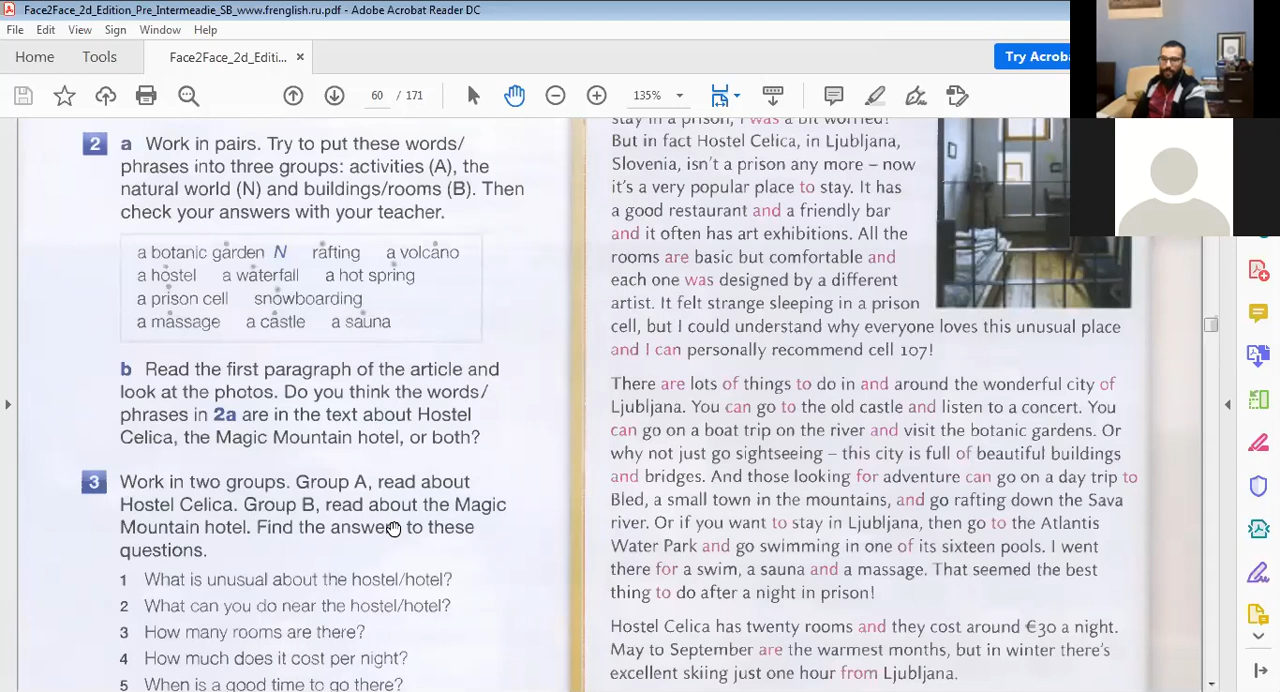 Face2Face_2d_Edition_Pre_Intermeadie_SB_www.frenglish.ru.pdf - Adobe Acrobat Reader DC
File Edit View Sign Window Help
Home Tools Face2Face_2d_Editi... × Try Acroba
60 / 171 135%
2 a Work in pairs. Try to put these words/
phrases into three groups: activities (A), the
natural world (N) and buildings/rooms (B). Then
check your answers with your teacher.
a botanic garden N rafting a volcano
a hostel a waterfall a hot spring
a prison cell snowboarding
a massage a castle a sauna
b Read the first paragraph of the article and
look at the photos. Do you think the words/
phrases in 2a are in the text about Hostel
Celica, the Magic Mountain hotel, or both?
3 Work in two groups. Group A, read about
Hostel Celica. Group B, read about the Magic
Mountain hotel. Find the answers to these
questions.
1 What is unusual about the hostel/hotel?
2 What can you do near the hostel/hotel?
3 How many rooms are there?
4 How much does it cost per night?
5 When is a good time to go there?
stay in a prison, I was a bit worried!
But in fact Hostel Celica, in Ljubljana,
Slovenia, isn't a prison any more – now
it's a very popular place to stay. It has
a good restaurant and a friendly bar
and it often has art exhibitions. All the
rooms are basic but comfortable and
each one was designed by a different
artist. It felt strange sleeping in a prison
cell, but I could understand why everyone loves this unusual place
and I can personally recommend cell 107!
There are lots of things to do in and around the wonderful city of
Ljubljana. You can go to the old castle and listen to a concert. You
can go on a boat trip on the river and visit the botanic gardens. Or
why not just go sightseeing – this city is full of beautiful buildings
and bridges. And those looking for adventure can go on a day trip to
Bled, a small town in the mountains, and go rafting down the Sava
river. Or if you want to stay in Ljubljana, then go to the Atlantis
Water Park and go swimming in one of its sixteen pools. I went
there for a swim, a sauna and a massage. That seemed the best
thing to do after a night in prison!
Hostel Celica has twenty rooms and they cost around €30 a night.
May to September are the warmest months, but in winter there's
excellent skiing just one hour from Ljubljana.